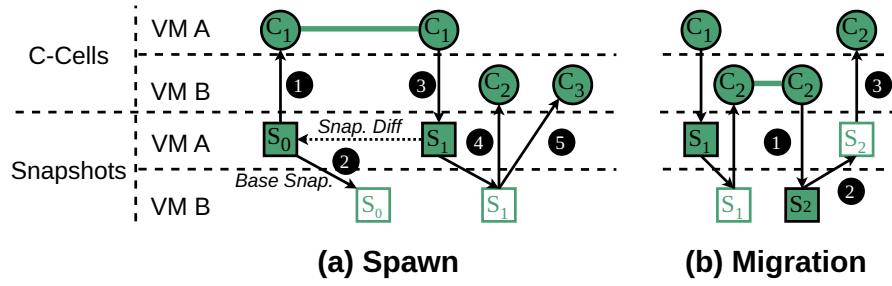 C-Cells
Snapshots
VM A
VM B
VM A
VM B
C1
C1
1
3
C2
C3
S0
Snap. Diff
S1
2
4
5
Base Snap.
S0
S1
(a) Spawn
C1
C2
C2
C2
3
S1
1
S2
2
S1
S2
(b) Migration